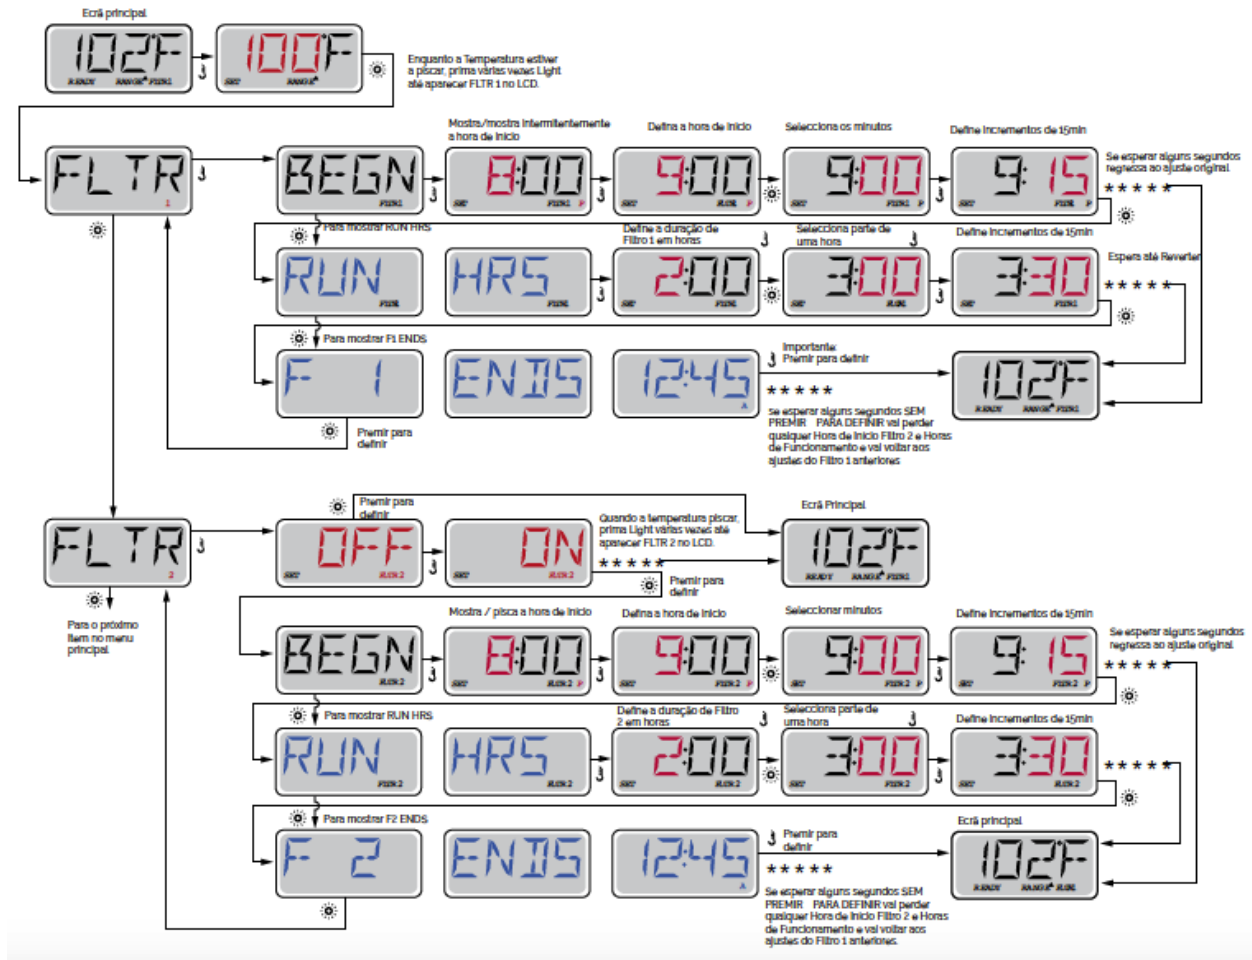 Ecrã principal
102°F
READY RANGE FLTR1
100°F
SET RANGE
Enquanto a Temperatura estiver
a piscar, prima várias vezes Light
até aparecer FLTR 1 no LCD.
FLTR
1
BEGN
FLTR1
Mostra/mostra intermitentemente
a hora de início
8:00
SET FLTR1 P
Defina a hora de início
9:00
SET P
Selecciona os minutos
9:00
SET FLTR1 P
Define Incrementos de 15min
9:15
SET FLTR1 P
Se esperar alguns segundos
regressa ao ajuste original
*****
Para mostrar RUN HRS
RUN
HRS
FLTR1
Define a duração de
Filtro 1 em horas
2:00
SET FLTR1
Selecciona parte de
uma hora
3:00
SET
Define Incrementos de 15min
3:30
SET FLTR1
Espera até Reverter
*****
Para mostrar F1 ENDS
F 1
ENDS
12:45
A
Importante:
Premir para definir
*****
se esperar alguns segundos SEM
PREMIR PARA DEFINIR vai perder
qualquer Hora de Início Filtro 2 e Horas
de Funcionamento e vai voltar aos
ajustes do Filtro 1 anteriores
102°F
READY RANGE FLTR1
Premir para
definir
FLTR
2
Para o próximo
item no menu
principal
Premir para
definir
OFF
SET FLTR2
ON
SET FLTR2
Quando a temperatura piscar,
prima Light várias vezes até
aparecer FLTR 2 no LCD.
*****
Premir para
definir
Ecrã Principal
102°F
READY RANGE FLTR1
BEGN
FLTR2
Mostra / pisca a hora de início
8:00
SET FLTR2 P
Defina a hora de início
9:00
SET FLTR2 P
Seleccionar minutos
9:00
SET FLTR2 P
Define Incrementos de 15min
9:15
SET FLTR2 P
Se esperar alguns segundos
regressa ao ajuste original
*****
Para mostrar RUN HRS
RUN
FLTR2
HRS
FLTR2
Define a duração de Filtro
2 em horas
2:00
SET FLTR2
Selecciona parte de
uma hora
3:00
SET FLTR2
Define Incrementos de 15min
3:30
SET FLTR2
*****
Para mostrar F2 ENDS
F 2
ENDS
12:45
A
Premir para
definir
*****
Se esperar alguns segundos SEM
PREMIR PARA DEFINIR vai perder
qualquer Hora de Início Filtro 2 e Horas
de Funcionamento e vai voltar aos
ajustes do Filtro 1 anteriores.
Ecrã principal
102°F
READY RANGE